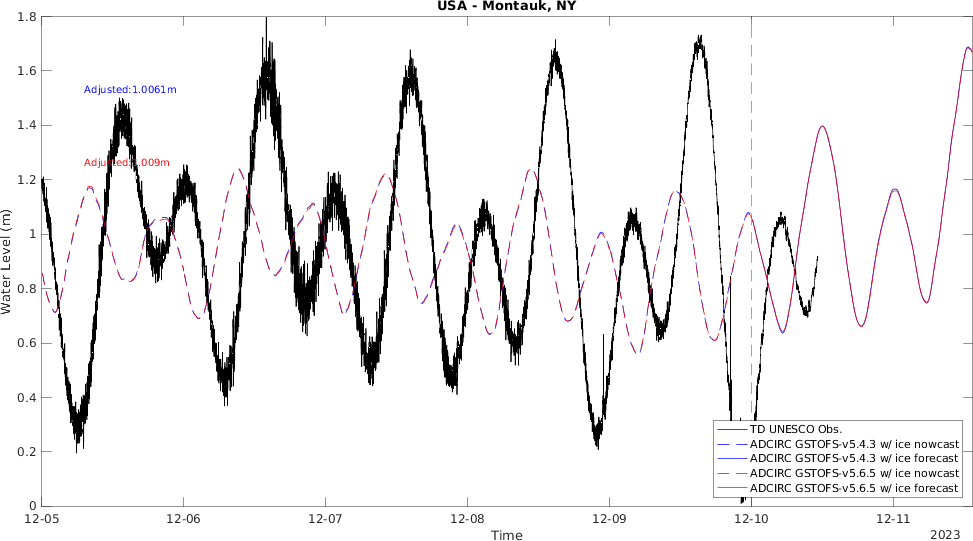 USA - Montauk, NY
1.8
1.6
1.4
1.2
1
0.8
0.6
0.4
0.2
0
Water Level (m)
Adjusted:1.0061m
Adjusted:1.009m
TD UNESCO Obs.
ADCIRC GSTOFS-v5.4.3 w/ ice nowcast
ADCIRC GSTOFS-v5.4.3 w/ ice forecast
ADCIRC GSTOFS-v5.6.5 w/ ice nowcast
ADCIRC GSTOFS-v5.6.5 w/ ice forecast
12-05 12-06 12-07 12-08 12-09 12-10 12-11
Time
2023